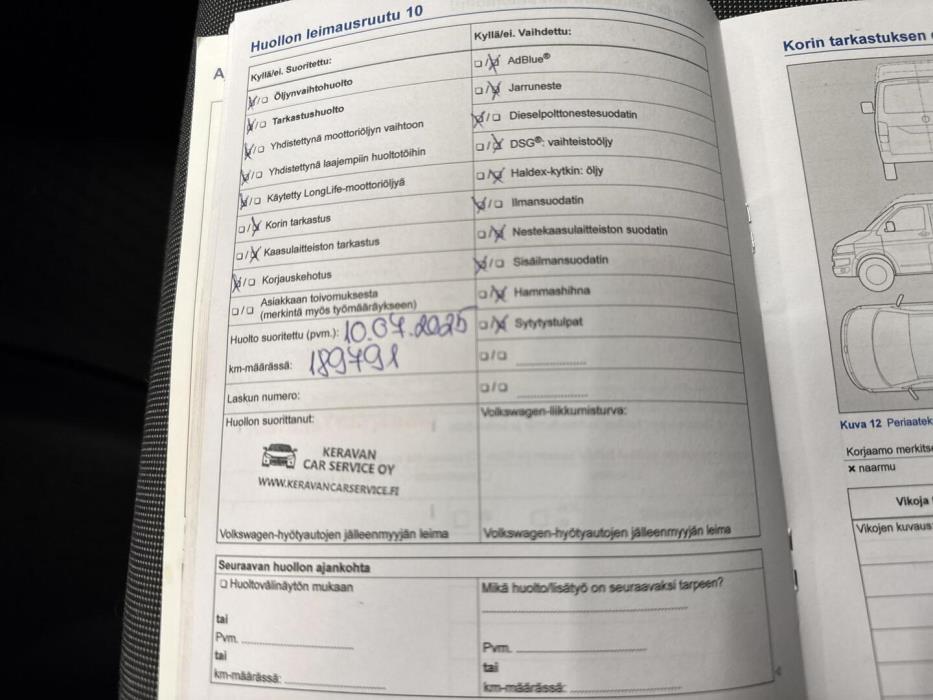 Huollon leimausruutu 10
Kyllä/ei. Suoritettu:
☒/☐ Öljynvaihtohuolto
☒/☐ Tarkastushuolto
☒/☐ Yhdistettynä moottoriöljyn vaihtoon
☒/☐ Yhdistettynä laajempiin huoltotöihin
☒/☐ Käytetty LongLife-moottoriöljyä
☐/☒ Korin tarkastus
☐/☒ Kaasulaitteiston tarkastus
☒/☐ Korjauskehotus
☐/☐ Asiakkaan toivomuksesta
(merkintä myös työmääräykseen)
Huolto suoritettu (pvm.): 10.07.2025
km-määrässä: 189791
Laskun numero:
Huollon suorittanut:
KERAVAN
CAR SERVICE OY
WWW.KERAVANCARSERVICE.FI
Volkswagen-hyötyautojen jälleenmyyjän leima
Kyllä/ei. Vaihdettu:
☐/☒ AdBlue®
☐/☒ Jarruneste
☒/☐ Dieselpolttonestesuodatin
☐/☒ DSG®: vaihteistoöljy
☐/☒ Haldex-kytkin: öljy
☒/☐ Ilmansuodatin
☐/☒ Nestekaasulaitteiston suodatin
☒/☐ Sisäilmansuodatin
☐/☒ Hammashihna
☐/☒ Sytytystulpat
☐/☐
☐/☐
Volkswagen-liikkumisturva:
Volkswagen-hyötyautojen jälleenmyyjän leima
Seuraavan huollon ajankohta
☐ Huoltovälinäytön mukaan
tai
Pvm.
tai
km-määrässä:
Mikä huolto/lisätyö on seuraavaksi tarpeen?
Pvm.
tai
km-määrässä:
A
Korin tarkastuksen
Kuva 12 Periaatek
Korjaamo merkits
× naarmu
Vikoja
Vikojen kuvaus